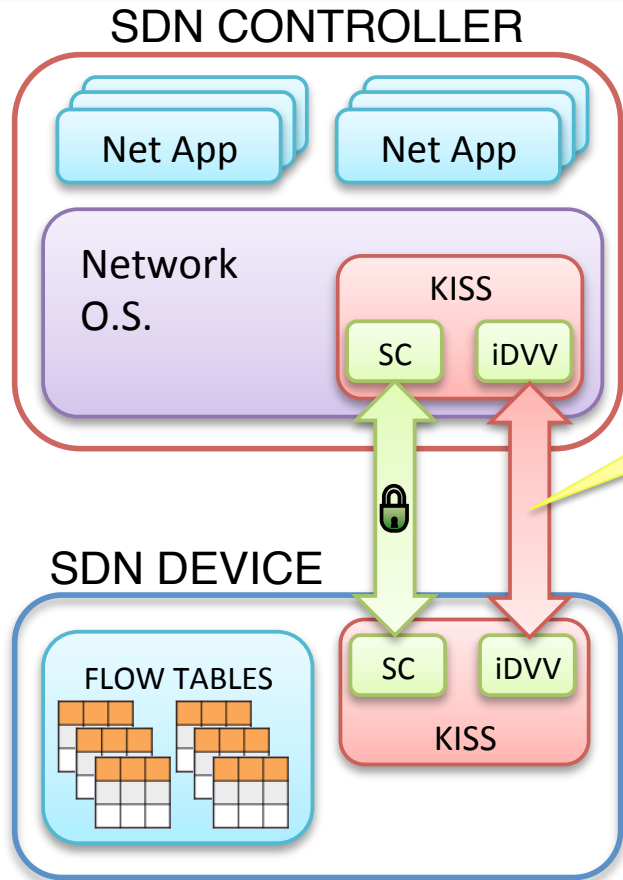 SDN CONTROLLER
Net App
Net App
Network
O.S.
KISS
SC
iDVV
SDN DEVICE
FLOW TABLES
SC
iDVV
KISS